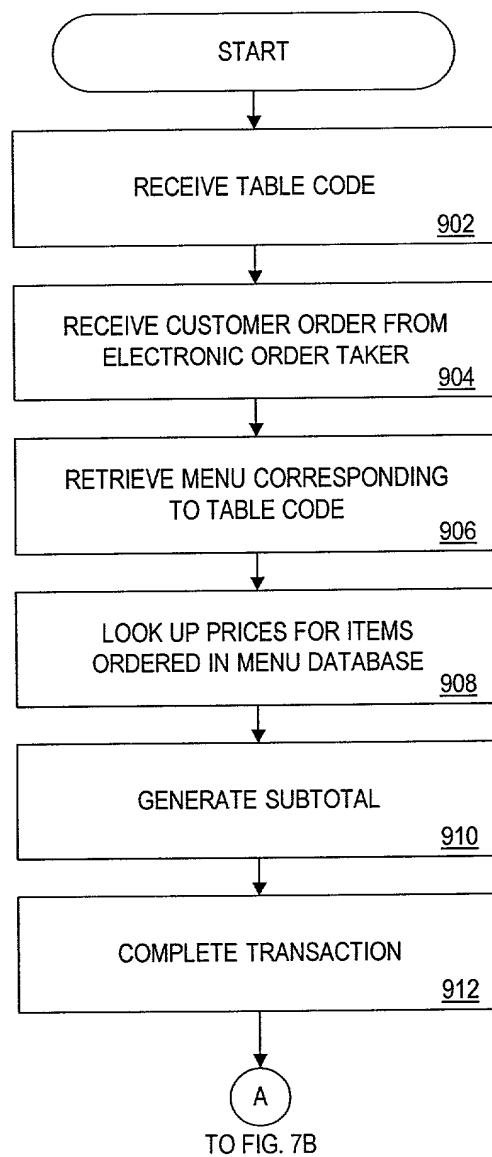 START
RECEIVE TABLE CODE
902
RECEIVE CUSTOMER ORDER FROM
ELECTRONIC ORDER TAKER
904
RETRIEVE MENU CORRESPONDING
TO TABLE CODE
906
LOOK UP PRICES FOR ITEMS
ORDERED IN MENU DATABASE
908
GENERATE SUBTOTAL
910
COMPLETE TRANSACTION
912
A
TO FIG. 7B